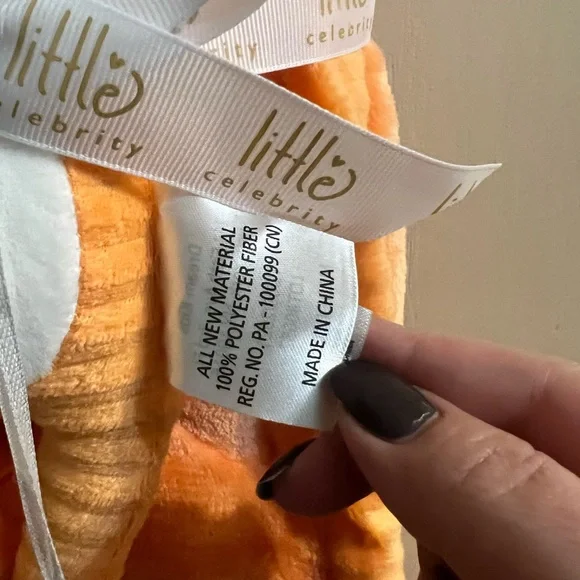 little
celebrity
little
celebrity
little
celebrity
ALL NEW MATERIAL
100% POLYESTER FIBER
REG. NO. PA - 100099 (CN)
MADE IN CHINA